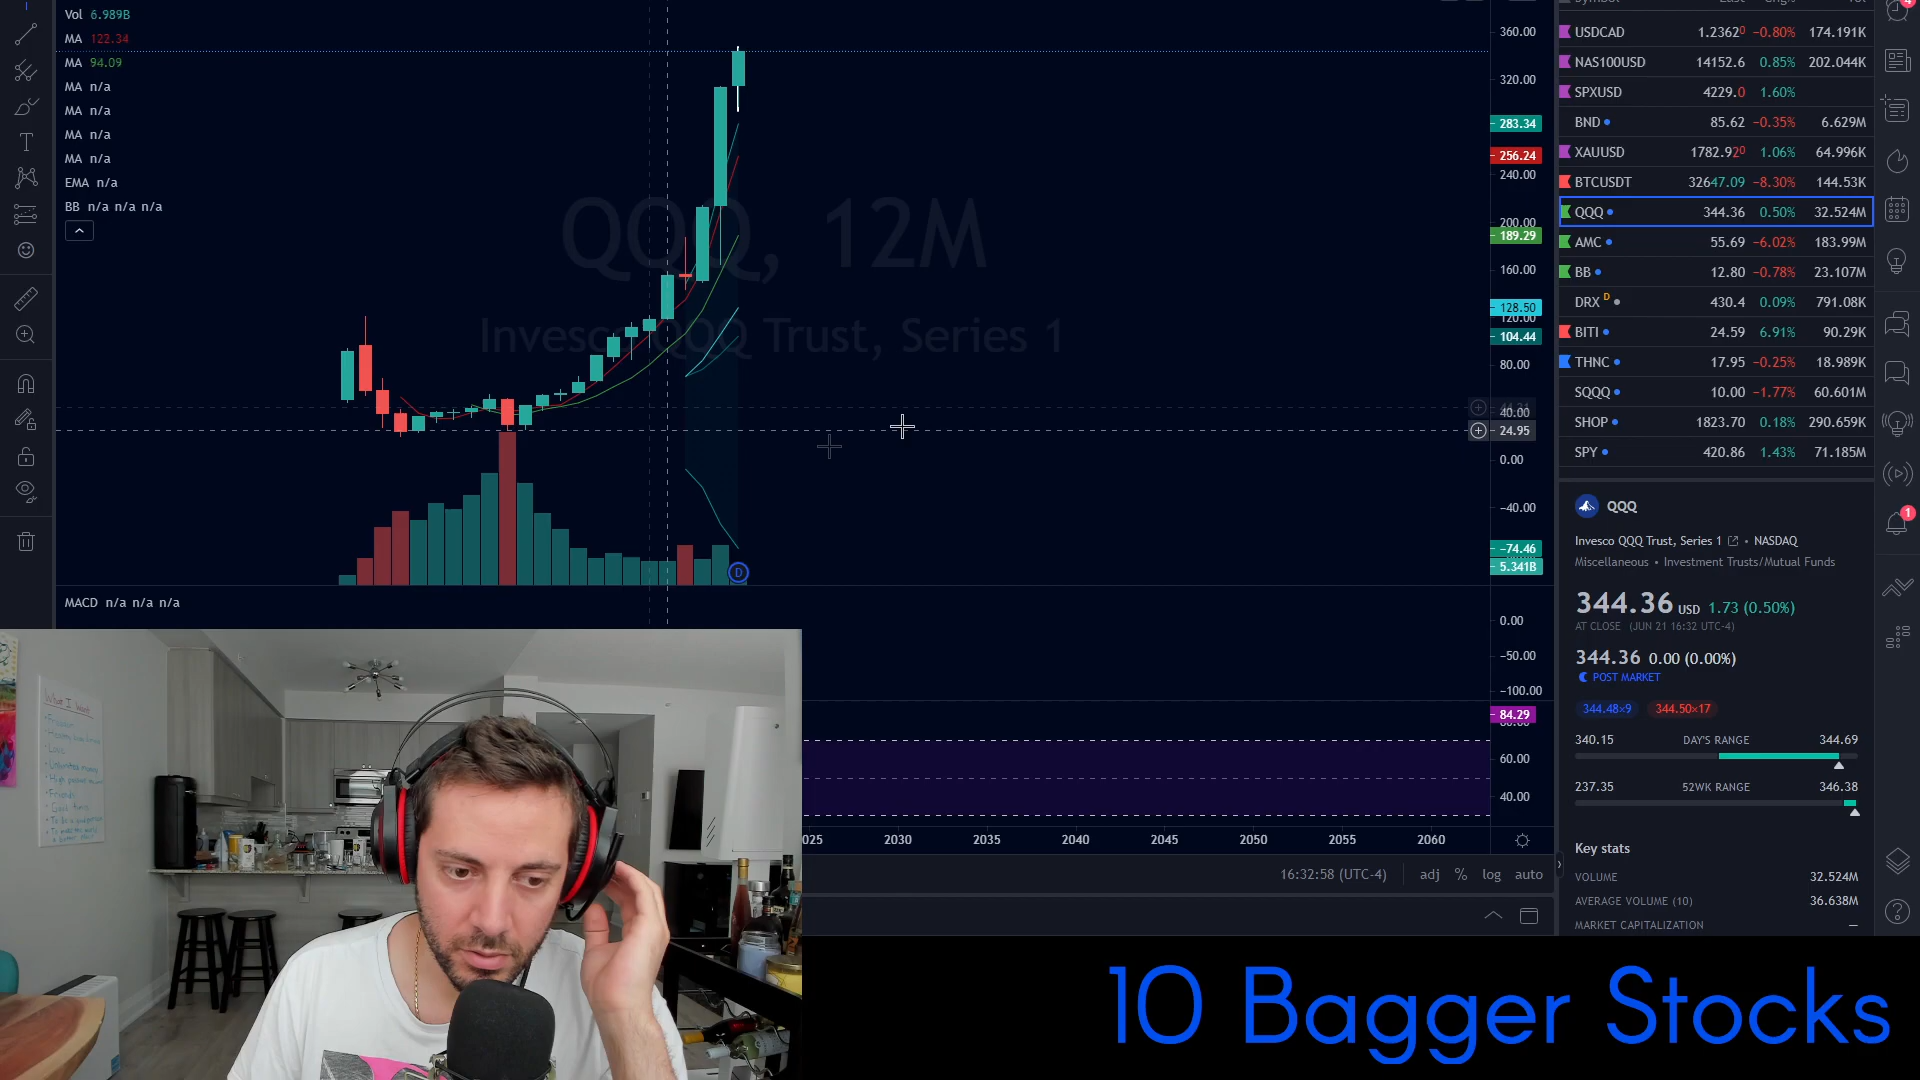 Vol 6.989B
MA 122.34
MA 94.09
MA n/a
MA n/a
MA n/a
MA n/a
EMA n/a
BB n/a n/a n/a
QQQ, 12M
Invesco QQQ Trust, Series 1
360.00
320.00
283.34
256.24
240.00
200.00
189.29
160.00
128.50
120.00
104.44
80.00
40.00
24.95
0.00
-40.00
-74.46
5.341B
D
MACD n/a n/a n/a
0.00
-50.00
-100.00
84.29
60.00
40.00
025 2030 2035 2040 2045 2050 2055 2060
16:32:58 (UTC-4) adj % log auto
USDCAD 1.23620 -0.80% 174.191K
NAS100USD 14152.6 0.85% 202.044K
SPXUSD 4229.0 1.60%
BND 85.62 -0.35% 6.629M
XAUUSD 1782.920 1.06% 64.996K
BTCUSDT 32647.09 -8.30% 144.53K
QQQ 344.36 0.50% 32.524M
AMC 55.69 -6.02% 183.99M
BB 12.80 -0.78% 23.107M
DRX D 430.4 0.09% 791.08K
BITI 24.59 6.91% 90.29K
THNC 17.95 -0.25% 18.989K
SQQQ 10.00 -1.77% 60.601M
SHOP 1823.70 0.18% 290.659K
SPY 420.86 1.43% 71.185M
QQQ
Invesco QQQ Trust, Series 1 • NASDAQ
Miscellaneous • Investment Trusts/Mutual Funds
344.36 USD 1.73 (0.50%)
AT CLOSE (JUN 21 16:32 UTC-4)
344.36 0.00 (0.00%)
POST MARKET
344.48×9 344.50×17
340.15 DAY'S RANGE 344.69
237.35 52WK RANGE 346.38
Key stats
VOLUME 32.524M
AVERAGE VOLUME (10) 36.638M
MARKET CAPITALIZATION —
1
What I Want
10 Bagger Stocks